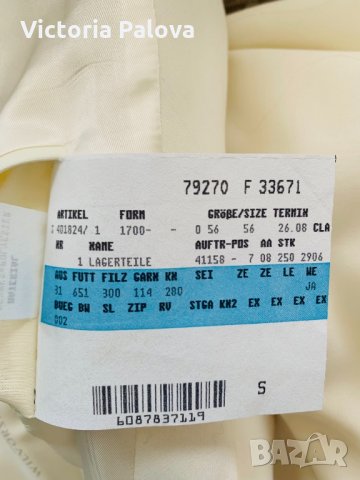 Victoria Palova
79270 F 33671
ARTIKEL FORM GRÖßE/SIZE TERMIN
401824/ 1 1700-- 0 56 56 26.08 CLA
NR NAME AUFTR-POS AA STK
1 LAGERTEILE 41158- 7 08 250 2906
AUS FUTT FILZ GARN KN SEI ZE ZE LE WE
31 651 300 114 280 JA
BVEG BW SL ZIP RV STGA KN2 EX EX EX EX
002
S
6087837119
BAZAR